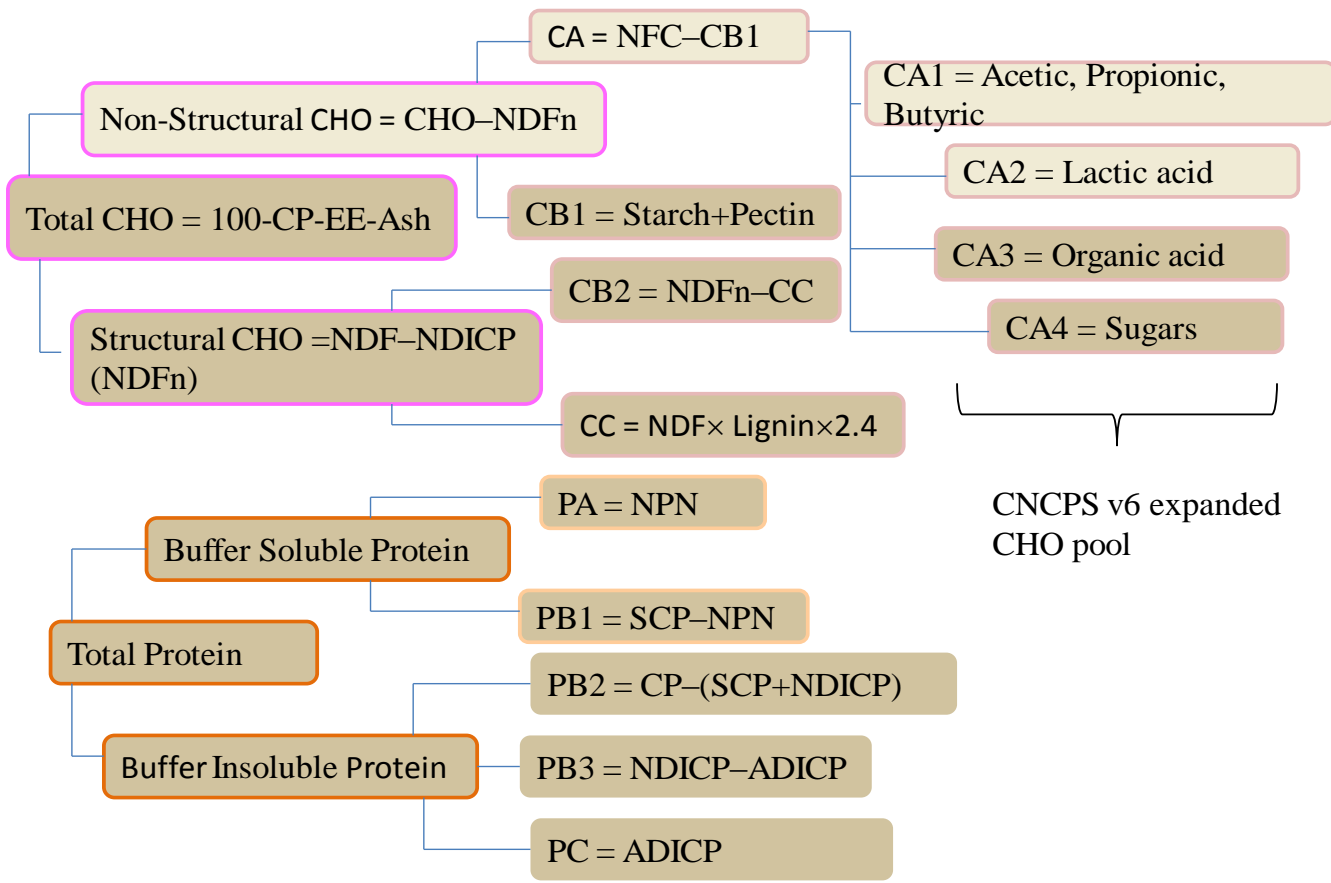 CA = NFC–CB1
CA1 = Acetic, Propionic,
Butyric
Non-Structural CHO = CHO–NDFn
CA2 = Lactic acid
Total CHO = 100-CP-EE-Ash
CB1 = Starch+Pectin
CA3 = Organic acid
CB2 = NDFn–CC
CA4 = Sugars
Structural CHO =NDF–NDICP
(NDFn)
CC = NDF× Lignin×2.4
CNCPS v6 expanded
CHO pool
PA = NPN
Buffer Soluble Protein
PB1 = SCP–NPN
Total Protein
PB2 = CP–(SCP+NDICP)
Buffer Insoluble Protein
PB3 = NDICP–ADICP
PC = ADICP